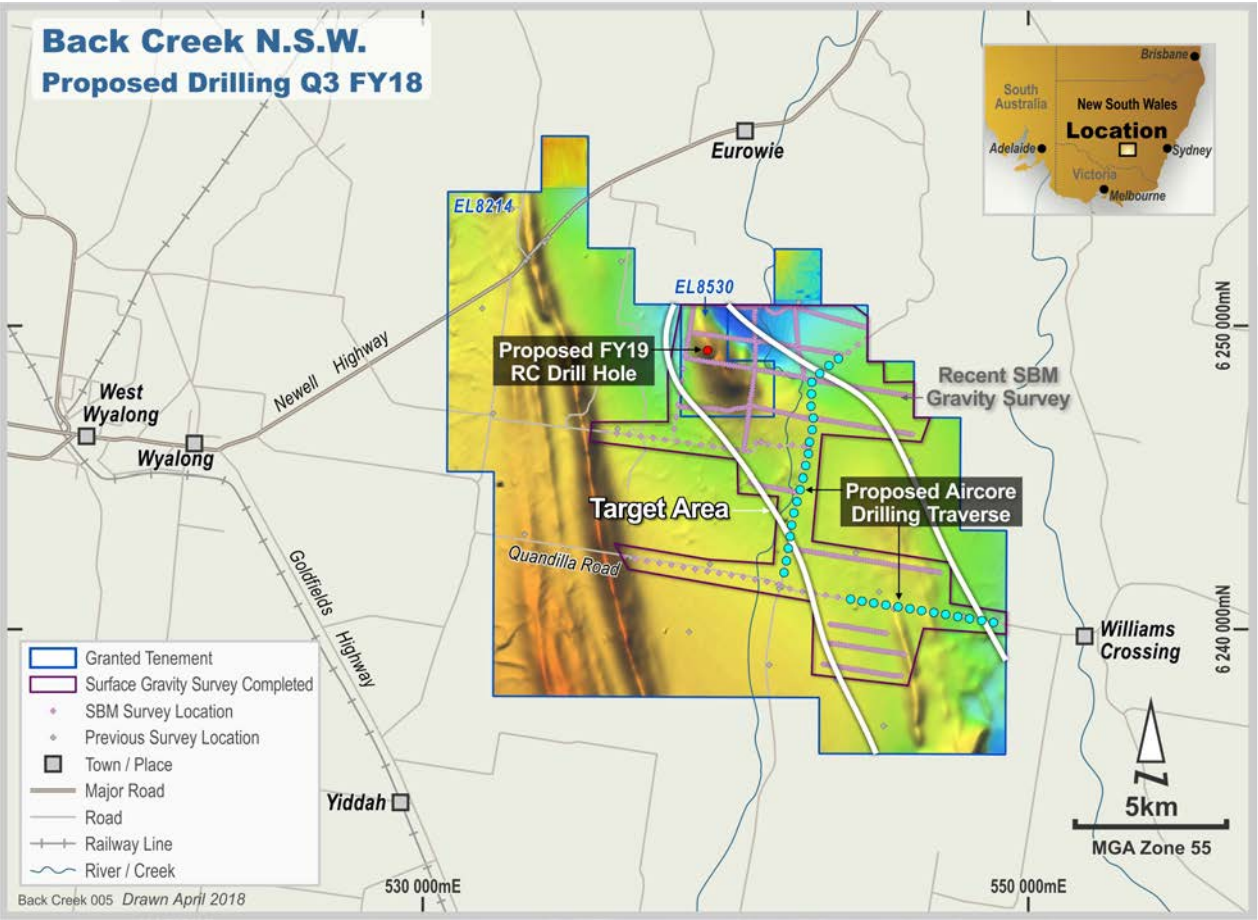 Back Creek N.S.W.
Proposed Drilling Q3 FY18
Brisbane
South
Australia
New South Wales
Location
Adelaide
Sydney
Victoria
Melbourne
Eurowie
EL8214
EL8530
6 250 000mN
Proposed FY19
RC Drill Hole
Newell Highway
Recent SBM
Gravity Survey
West
Wyalong
Wyalong
Target Area
Proposed Aircore
Drilling Traverse
Quandilla Road
Goldfields Highway
Williams
Crossing
6 240 000mN
Granted Tenement
Surface Gravity Survey Completed
SBM Survey Location
Previous Survey Location
Town / Place
Major Road
Road
Railway Line
River / Creek
Yiddah
N
5km
MGA Zone 55
530 000mE
550 000mE
Back Creek 005 Drawn April 2018